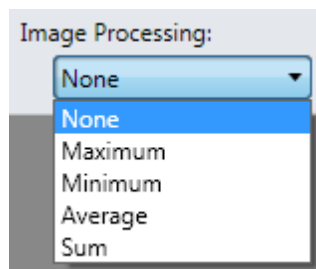 Image Processing:
None
None
Maximum
Minimum
Average
Sum